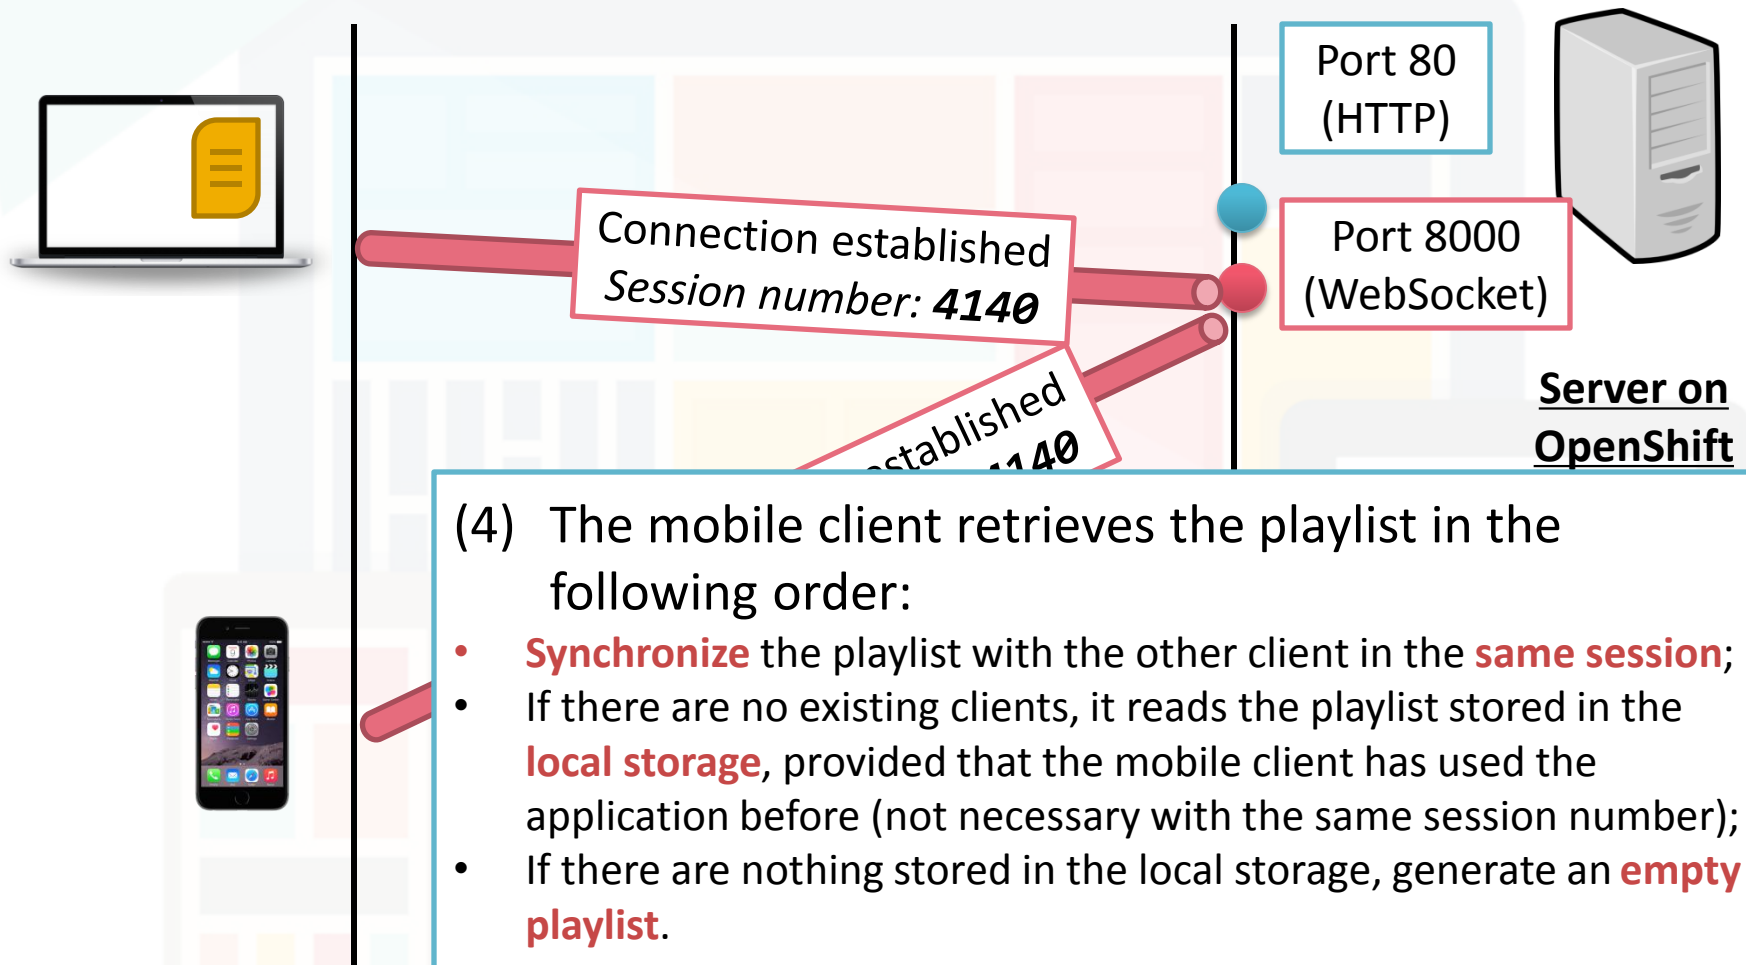 Port 80
(HTTP)
Connection established
Session number: 4140
Port 8000
(WebSocket)
Server on
OpenShift
4140
(4) The mobile client retrieves the playlist in the
following order:
• Synchronize the playlist with the other client in the same session;
• If there are no existing clients, it reads the playlist stored in the
local storage, provided that the mobile client has used the
application before (not necessary with the same session number);
• If there are nothing stored in the local storage, generate an empty
playlist.